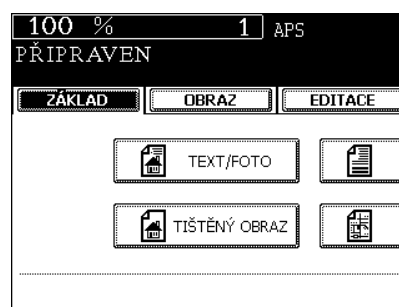 100 % 1 APS
PŘIPRAVEN
ZÁKLAD OBRAZ EDITACE
TEXT/FOTO
TIŠTĚNÝ OBRAZ